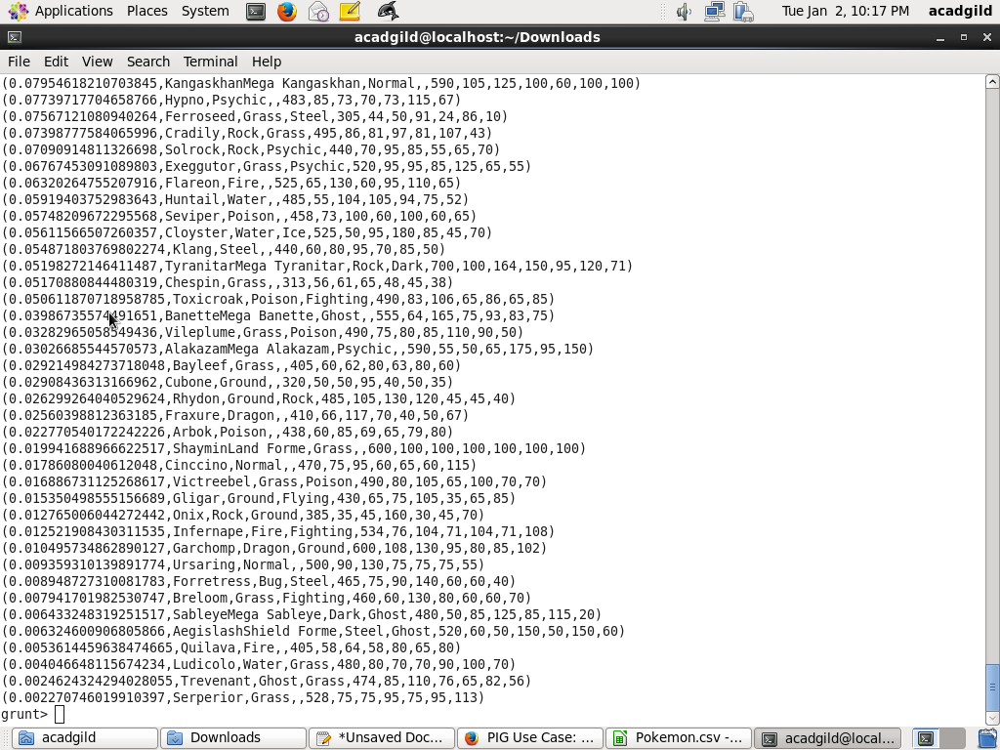 Applications Places System Tue Jan 2, 10:17 PM acadgild
acadgild@localhost:~/Downloads
File Edit View Search Terminal Help
(0.07954618210703845,KangaskhanMega Kangaskhan,Normal,,590,105,125,100,60,100,100)
(0.07739717704658766,Hypno,Psychic,,483,85,73,70,73,115,67)
(0.07567121080940264,Ferroseed,Grass,Steel,305,44,50,91,24,86,10)
(0.07398777584065996,Cradily,Rock,Grass,495,86,81,97,81,107,43)
(0.07090914811326698,Solrock,Rock,Psychic,440,70,95,85,55,65,70)
(0.06767453091089803,Exeggutor,Grass,Psychic,520,95,95,85,125,65,55)
(0.06320264755207916,Flareon,Fire,,525,65,130,60,95,110,65)
(0.05919403752983643,Huntail,Water,,485,55,104,105,94,75,52)
(0.05748209672295568,Seviper,Poison,,458,73,100,60,100,60,65)
(0.05611566507260357,Cloyster,Water,Ice,525,50,95,180,85,45,70)
(0.054871803769802274,Klang,Steel,,440,60,80,95,70,85,50)
(0.05198272146411487,TyranitarMega Tyranitar,Rock,Dark,700,100,164,150,95,120,71)
(0.05170880844480319,Chespin,Grass,,313,56,61,65,48,45,38)
(0.050611870718958785,Toxicroak,Poison,Fighting,490,83,106,65,86,65,85)
(0.03986735574491651,BanetteMega Banette,Ghost,,555,64,165,75,93,83,75)
(0.03282965058549436,Vileplume,Grass,Poison,490,75,80,85,110,90,50)
(0.03026685544570573,AlakazamMega Alakazam,Psychic,,590,55,50,65,175,95,150)
(0.029214984273718048,Bayleef,Grass,,405,60,62,80,63,80,60)
(0.02908436313166962,Cubone,Ground,,320,50,50,95,40,50,35)
(0.026299264040529624,Rhydon,Ground,Rock,485,105,130,120,45,45,40)
(0.02560398812363185,Fraxure,Dragon,,410,66,117,70,40,50,67)
(0.022770540172242226,Arbok,Poison,,438,60,85,69,65,79,80)
(0.019941688966622517,ShayminLand Forme,Grass,,600,100,100,100,100,100,100)
(0.01786080040612048,Cinccino,Normal,,470,75,95,60,65,60,115)
(0.016886731125268617,Victreebel,Grass,Poison,490,80,105,65,100,70,70)
(0.015350498555156689,Gligar,Ground,Flying,430,65,75,105,35,65,85)
(0.012765006044272442,Onix,Rock,Ground,385,35,45,160,30,45,70)
(0.012521908430311535,Infernape,Fire,Fighting,534,76,104,71,104,71,108)
(0.010495734862890127,Garchomp,Dragon,Ground,600,108,130,95,80,85,102)
(0.009359310139891774,Ursaring,Normal,,500,90,130,75,75,75,55)
(0.008948727310081783,Forretress,Bug,Steel,465,75,90,140,60,60,40)
(0.007941701982530747,Breloom,Grass,Fighting,460,60,130,80,60,60,70)
(0.006433248319251517,SableyeMega Sableye,Dark,Ghost,480,50,85,125,85,115,20)
(0.006324600906805866,AegislashShield Forme,Steel,Ghost,520,60,50,150,50,150,60)
(0.0053614459638474665,Quilava,Fire,,405,58,64,58,80,65,80)
(0.004046648115674234,Ludicolo,Water,Grass,480,80,70,70,90,100,70)
(0.0024624324294028055,Trevenant,Ghost,Grass,474,85,110,76,65,82,56)
(0.002270746019910397,Serperior,Grass,,528,75,75,95,75,95,113)
grunt>
acadgild Downloads *Unsaved Doc... PIG Use Case: ... Pokemon.csv -... acadgild@local...